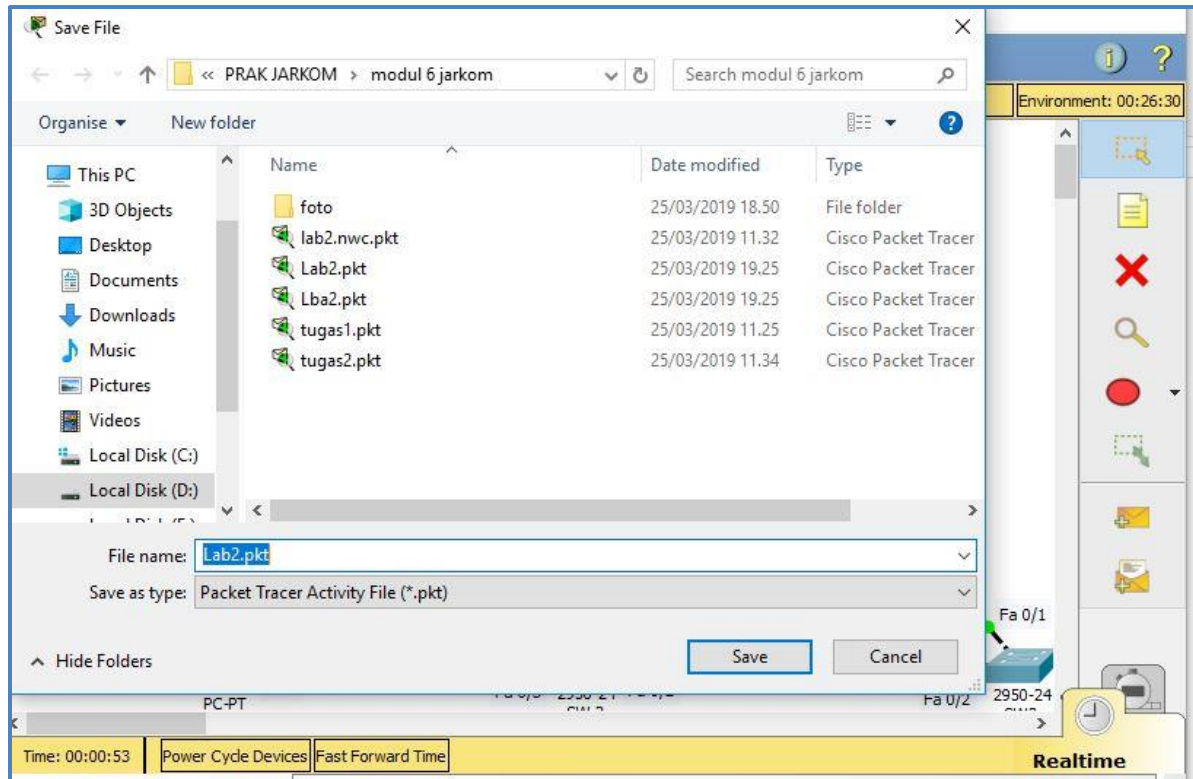 Save File
« PRAK JARKOM > modul 6 jarkom
Search modul 6 jarkom
Organise
New folder
?
This PC
3D Objects
Desktop
Documents
Downloads
Music
Pictures
Videos
Local Disk (C:)
Local Disk (D:)
Name Date modified Type
foto 25/03/2019 18.50 File folder
lab2.nwc.pkt 25/03/2019 11.32 Cisco Packet Tracer
Lab2.pkt 25/03/2019 19.25 Cisco Packet Tracer
Lba2.pkt 25/03/2019 19.25 Cisco Packet Tracer
tugas1.pkt 25/03/2019 11.25 Cisco Packet Tracer
tugas2.pkt 25/03/2019 11.34 Cisco Packet Tracer
File name: Lab2.pkt
Save as type: Packet Tracer Activity File (*.pkt)
Hide Folders
Save
Cancel
i ?
Environment: 00:26:30
Fa 0/1
PC-PT
Fa 0/2
2950-24
Time: 00:00:53
Power Cycle Devices
Fast Forward Time
Realtime